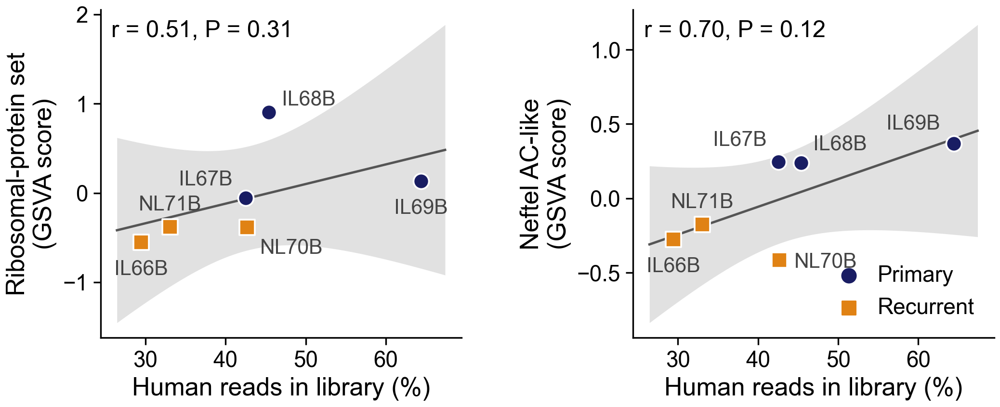 r = 0.51, P = 0.31
Ribosomal-protein set
(GSVA score)
2
1
0
−1
IL68B
IL67B
NL71B
IL69B
NL70B
IL66B
30 40 50 60
Human reads in library (%)
r = 0.70, P = 0.12
Neftel AC-like
(GSVA score)
1.0
0.5
0.0
−0.5
IL69B
IL67B
IL68B
NL71B
NL70B
IL66B
Primary
Recurrent
30 40 50 60
Human reads in library (%)